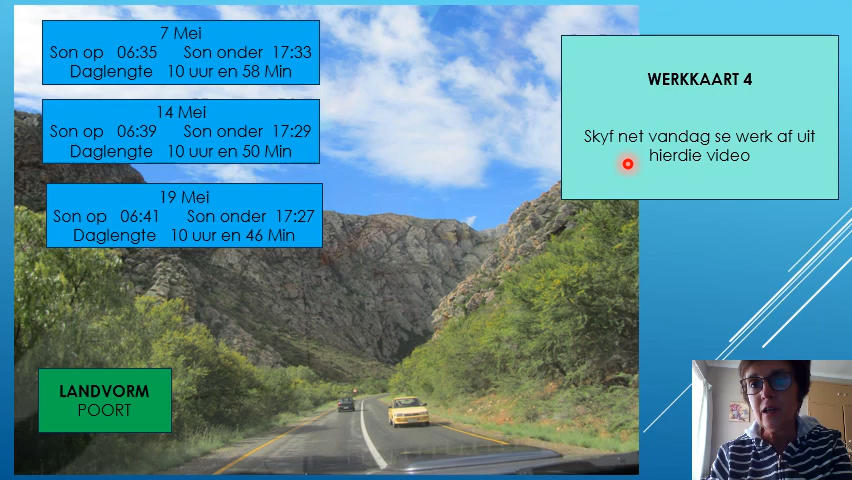 7 Mei
Son op 06:35 Son onder 17:33
Daglengte 10 uur en 58 Min
14 Mei
Son op 06:39 Son onder 17:29
Daglengte 10 uur en 50 Min
19 Mei
Son op 06:41 Son onder 17:27
Daglengte 10 uur en 46 Min
WERKKAART 4
Skyf net vandag se werk af uit
hierdie video
LANDVORM
POORT